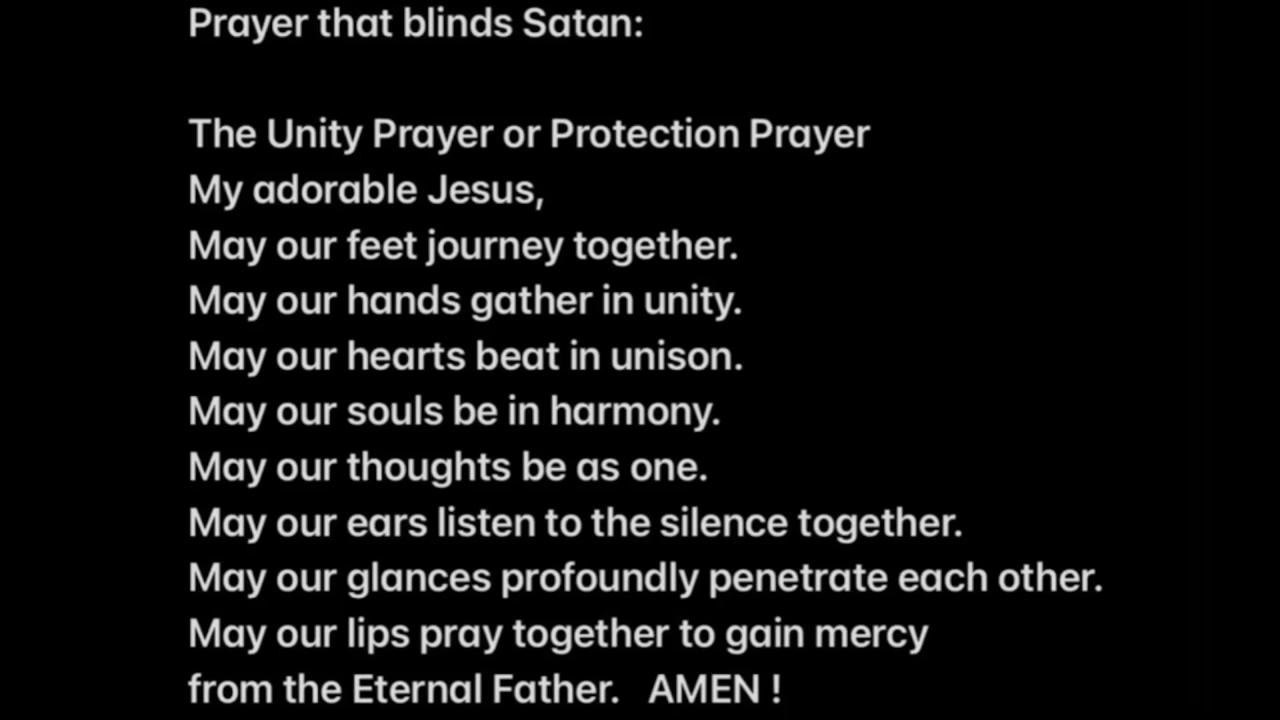 Prayer that blinds Satan:
The Unity Prayer or Protection Prayer
My adorable Jesus,
May our feet journey together.
May our hands gather in unity.
May our hearts beat in unison.
May our souls be in harmony.
May our thoughts be as one.
May our ears listen to the silence together.
May our glances profoundly penetrate each other.
May our lips pray together to gain mercy
from the Eternal Father.   AMEN !